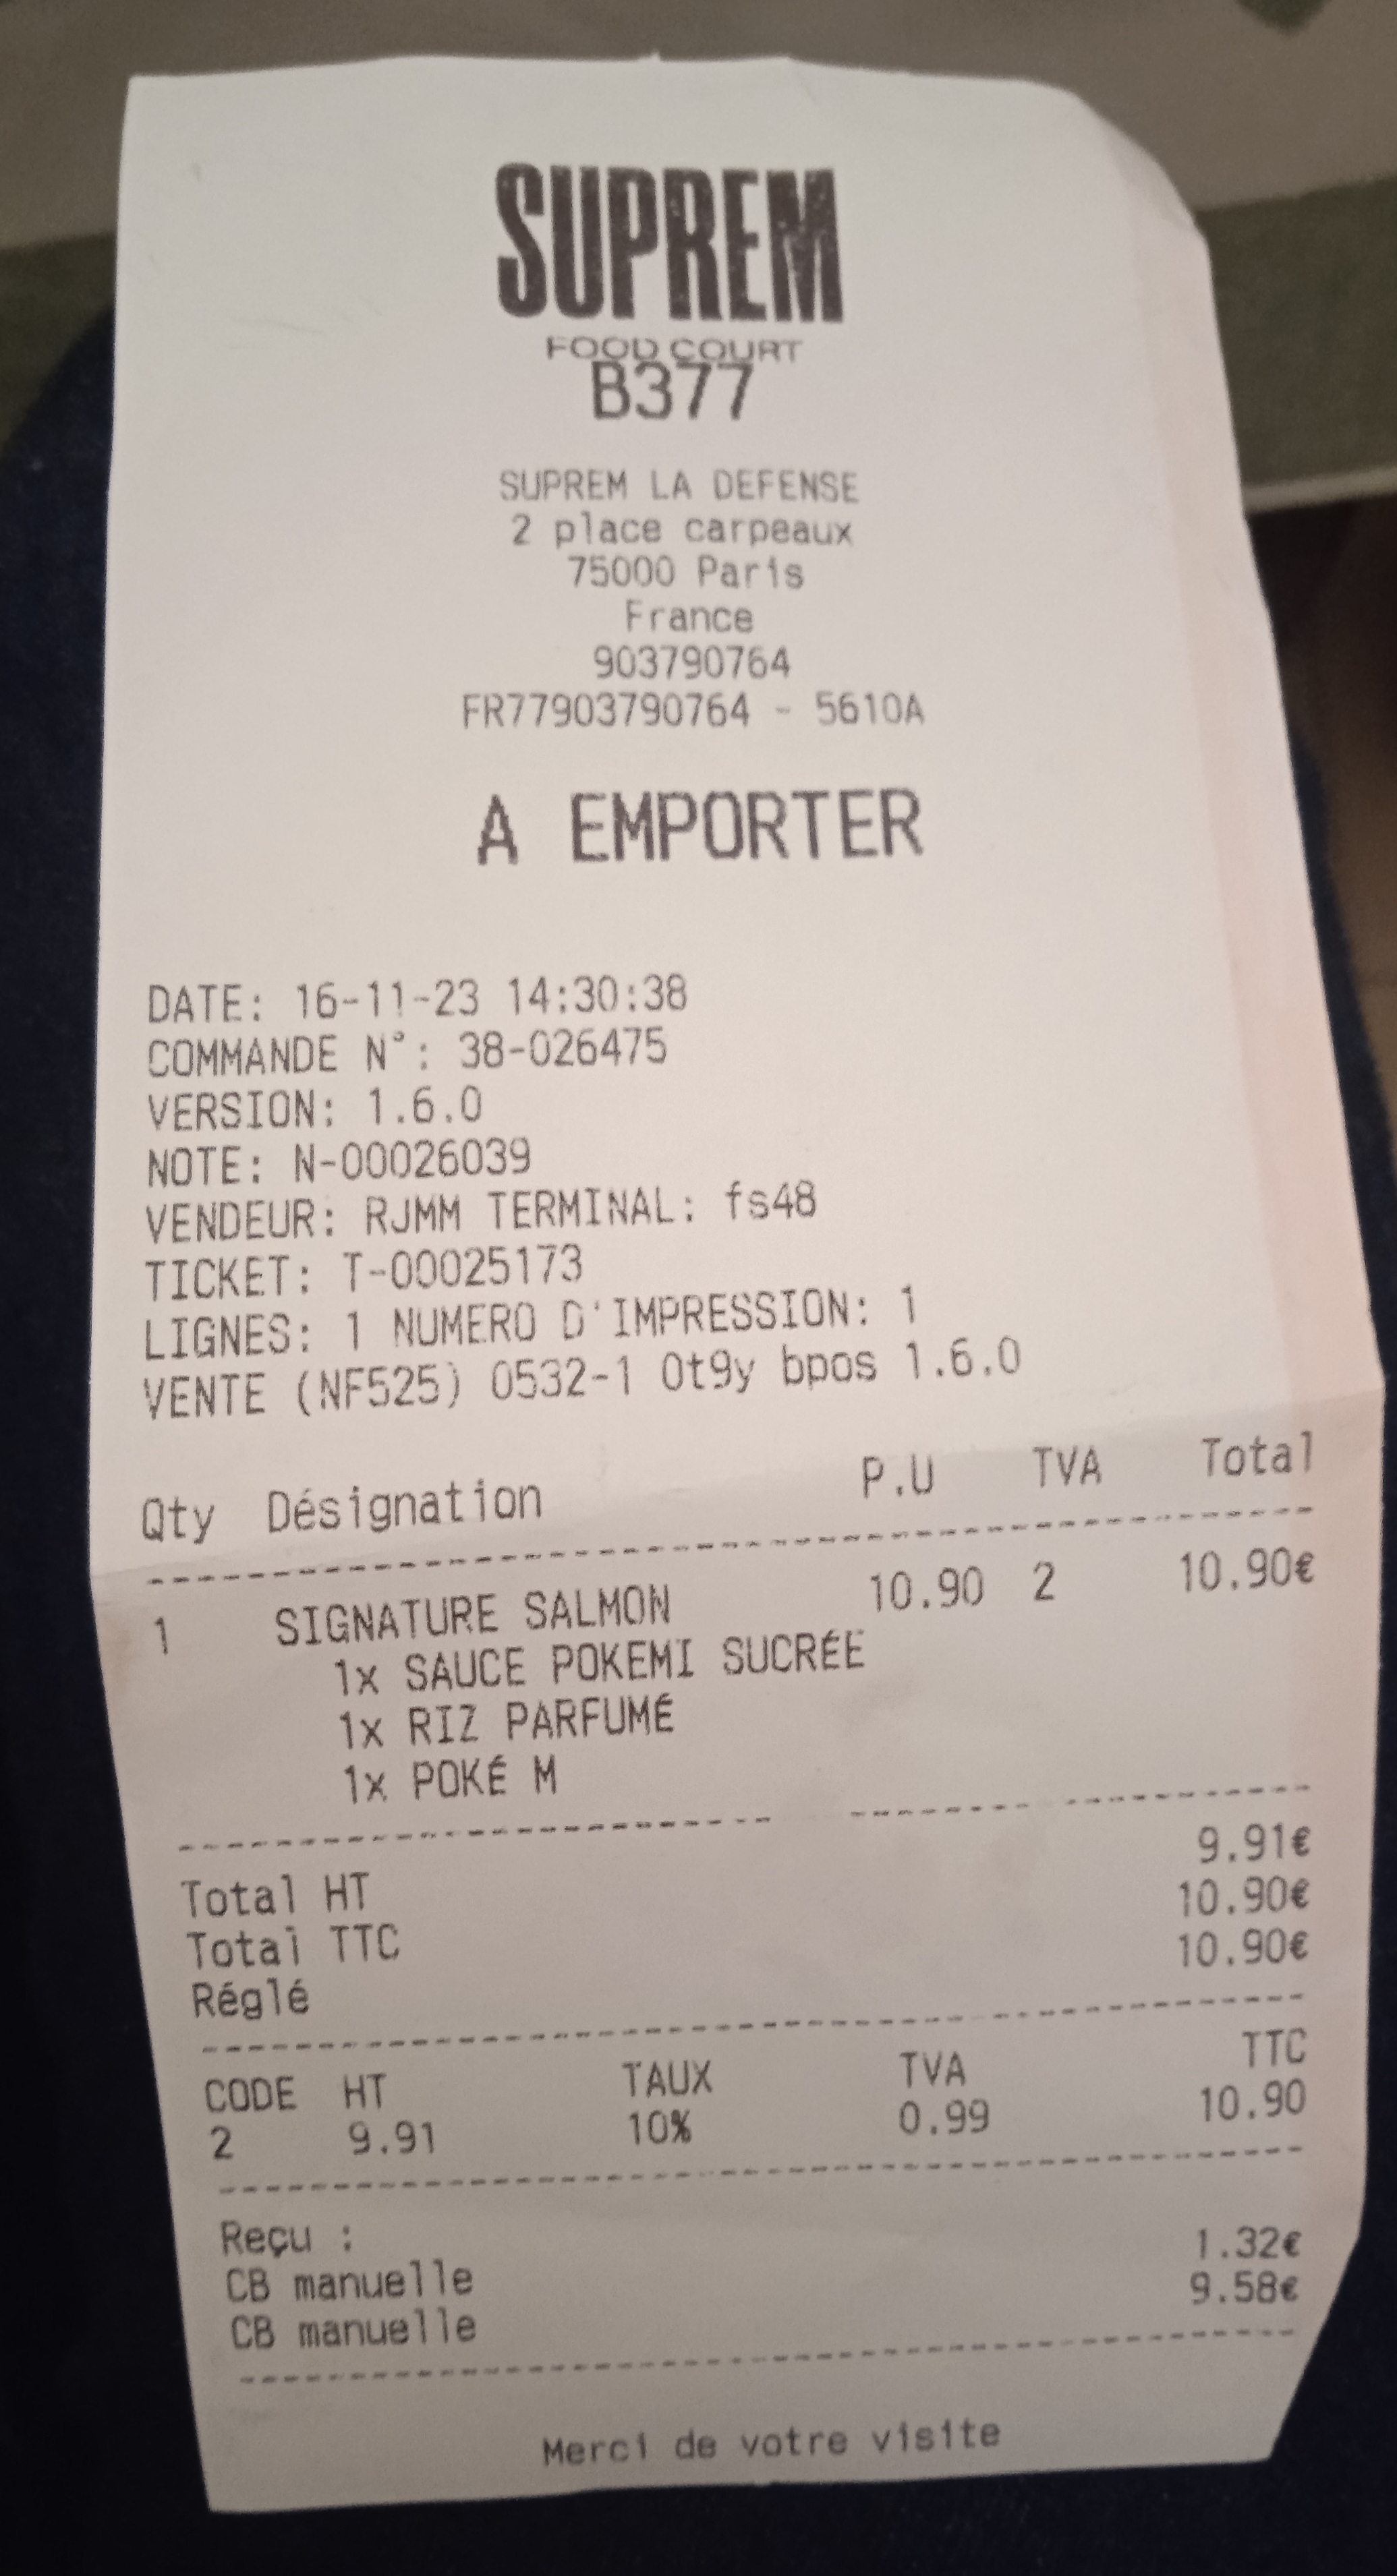 SUPREM
FOOD COURT
B377
SUPREM LA DEFENSE
2 place carpeaux
75000 Paris
France
903790764
FR77903790764 - 5610A
A EMPORTER
DATE: 16-11-23 14:30:38
COMMANDE N°: 38-026475
VERSION: 1.6.0
NOTE: N-00026039
VENDEUR: RJMM TERMINAL: fs48
TICKET: T-00025173
LIGNES: 1 NUMERO D'IMPRESSION: 1
VENTE (NF525) 0532-1 0t9y bpos 1.6.0
Qty Désignation P.U TVA Total
1 SIGNATURE SALMON 10.90 2 10.90€
1x SAUCE POKEMI SUCRÉE
1x RIZ PARFUMÉ
1x POKÉ M
Total HT 9.91€
Total TTC 10.90€
Réglé 10.90€
CODE HT TAUX TVA TTC
2 9.91 10% 0.99 10.90
Reçu :
CB manuelle 1.32€
CB manuelle 9.58€
Merci de votre visite